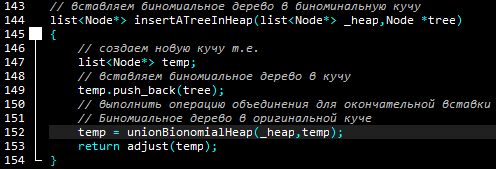 143 // вставляем биномиальное дерево в биноминальную кучу
144 list<Node*> insertATreeInHeap(list<Node*> _heap,Node *tree)
145 {
146 // создаем новую кучу т.е.
147 list<Node*> temp;
148 // вставляем биномиальное дерево в кучу
149 temp.push_back(tree);
150 // выполнить операцию объединения для окончательной вставки
151 // Биномиальное дерево в оригинальной куче
152 temp = unionBionomialHeap(_heap,temp);
153 return adjust(temp);
154 }